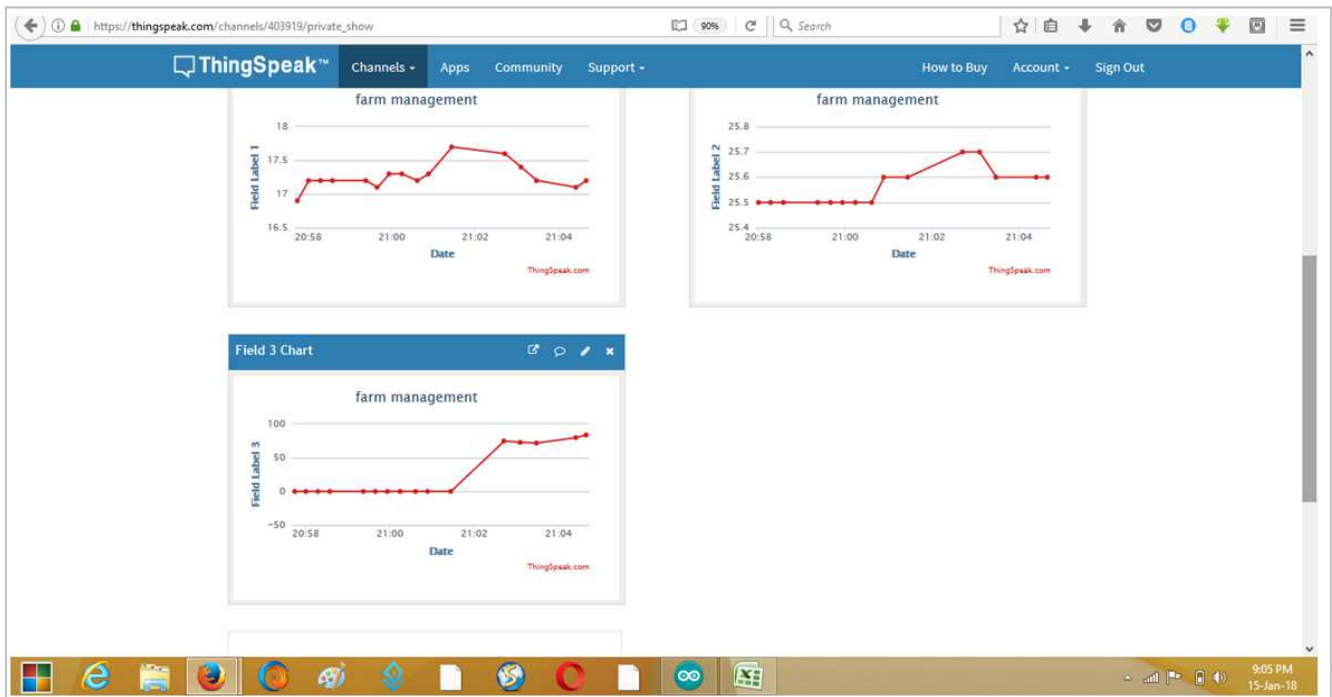 https://thingspeak.com/channels/403919/private_show
90%
Search
ThingSpeak™
Channels
Apps
Community
Support
How to Buy
Account
Sign Out
farm management
18
17.5
17
16.5
Field Label 1
20:58 21:00 21:02 21:04
Date
ThingSpeak.com
farm management
25.8
25.7
25.6
25.5
25.4
Field Label 2
20:58 21:00 21:02 21:04
Date
ThingSpeak.com
Field 3 Chart
farm management
100
50
0
-50
Field Label 3
20:58 21:00 21:02 21:04
Date
ThingSpeak.com
9:05 PM
15-Jan-18